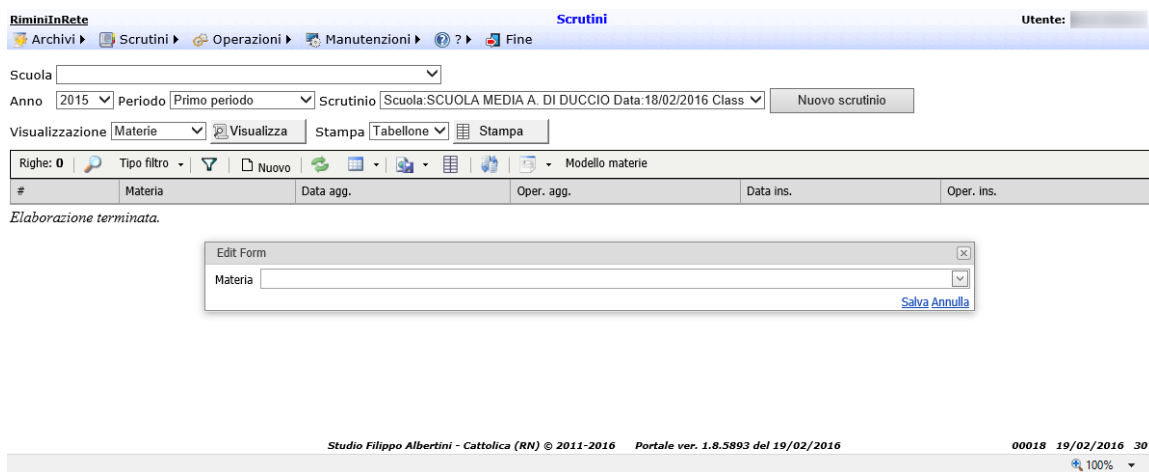 RiminiInRete Scrutini Utente:
Archivi Scrutini Operazioni Manutenzioni ? Fine
Scuola
Anno 2015 Periodo Primo periodo Scrutinio Scuola:SCUOLA MEDIA A. DI DUCCIO Data:18/02/2016 Class Nuovo scrutinio
Visualizzazione Materie Visualizza Stampa Tabellone Stampa
Righe: 0 Tipo filtro Nuovo Modello materie
# Materia Data agg. Oper. agg. Data ins. Oper. ins.
Elaborazione terminata.
Edit Form
Materia
Salva Annulla
Studio Filippo Albertini - Cattolica (RN) © 2011-2016 Portale ver. 1.8.5893 del 19/02/2016 00018 19/02/2016 30
100%